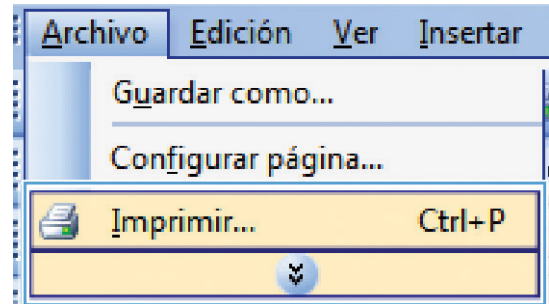 Archivo Edición Ver Insertar
Guardar como...
Configurar página...
Imprimir... Ctrl+P